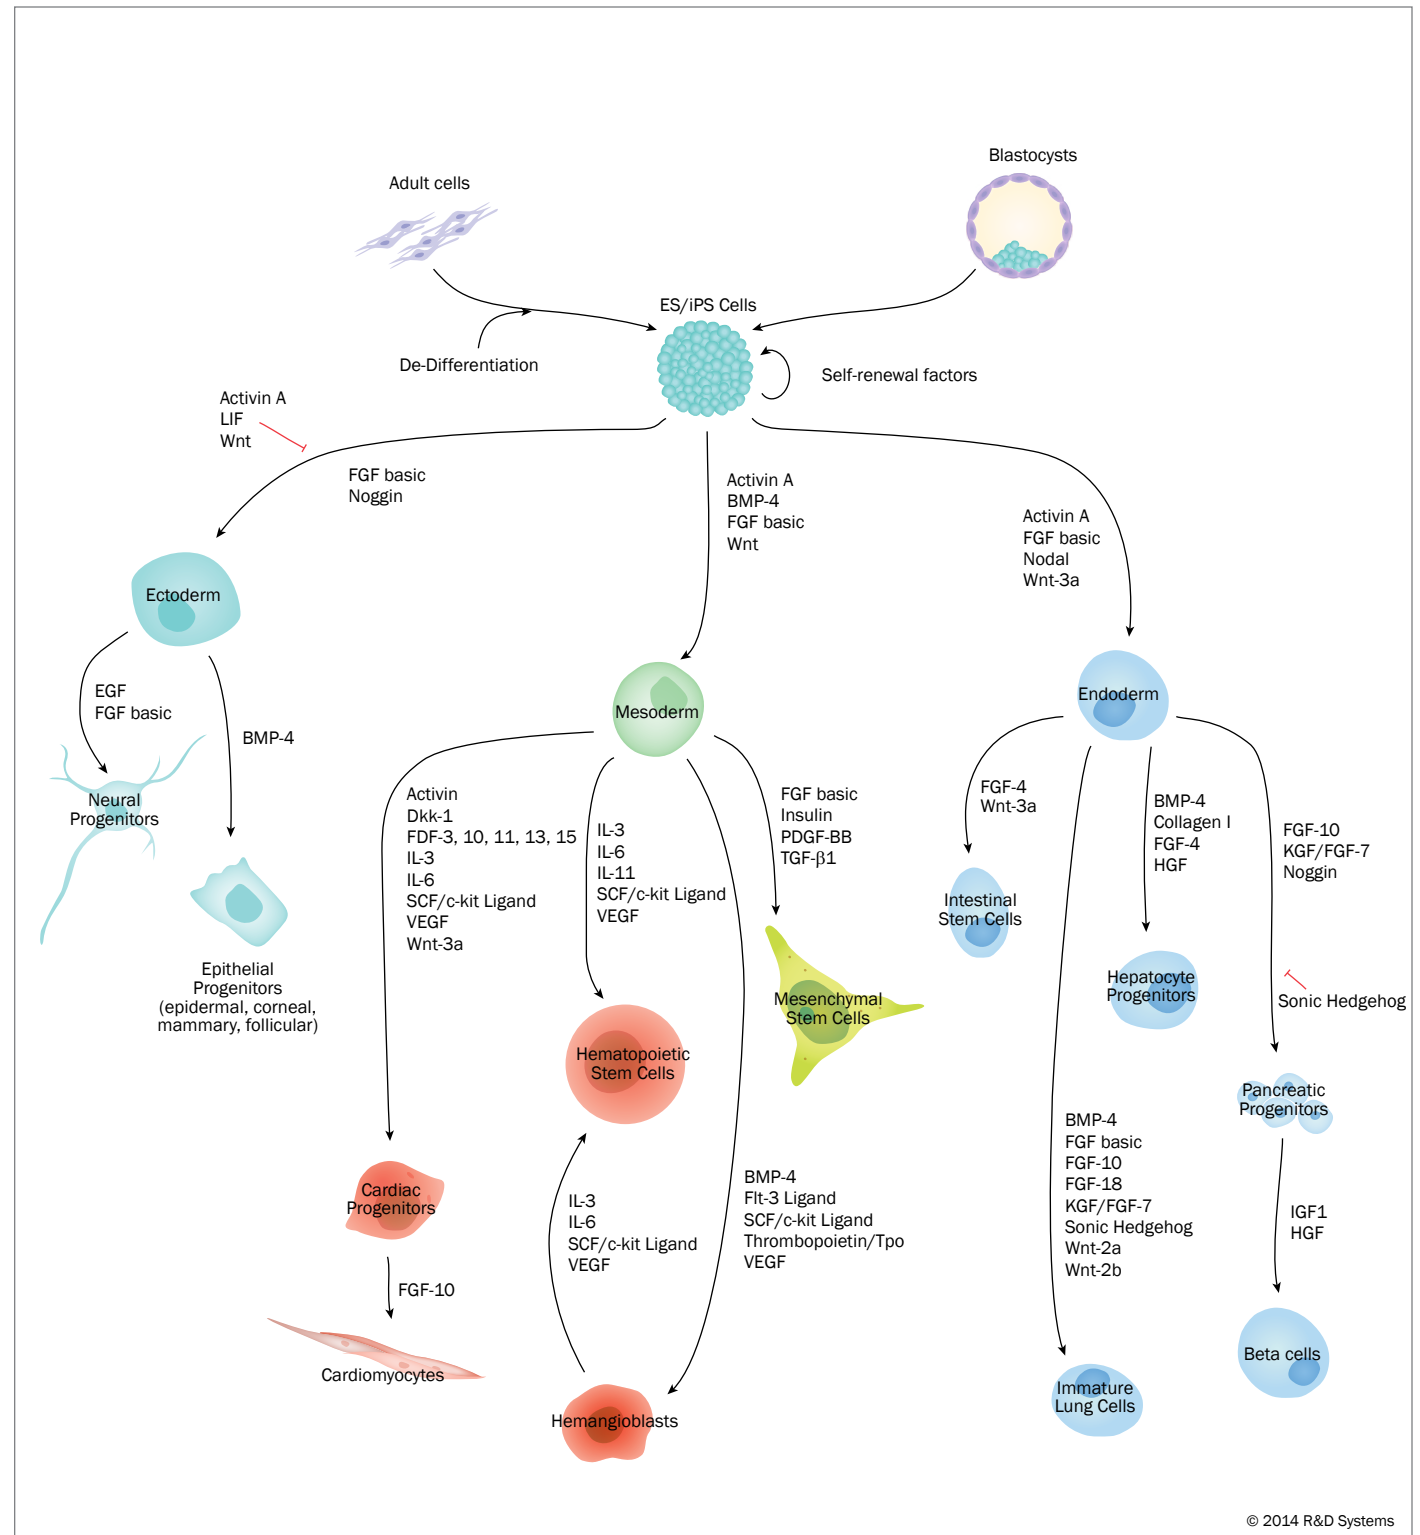 Blastocysts
Adult cells
ES/iPS Cells
De-Differentiation
Self-renewal factors
Activin A
LIF
Wnt
FGF basic
Noggin
Activin A
BMP-4
FGF basic
Wnt
Activin A
FGF basic
Nodal
Wnt-3a
Ectoderm
Mesoderm
Endoderm
EGF
FGF basic
BMP-4
Neural
Progenitors
Epithelial
Progenitors
(epidermal, corneal,
mammary, follicular)
Activin
Dkk-1
FDF-3, 10, 11, 13, 15
IL-3
IL-6
SCF/c-kit Ligand
VEGF
Wnt-3a
IL-3
IL-6
IL-11
SCF/c-kit Ligand
VEGF
FGF basic
Insulin
PDGF-BB
TGF-β1
FGF-4
Wnt-3a
BMP-4
Collagen I
FGF-4
HGF
FGF-10
KGF/FGF-7
Noggin
Intestinal
Stem Cells
Hepatocyte
Progenitors
Sonic Hedgehog
Mesenchymal
Stem Cells
Hematopoietic
Stem Cells
Pancreatic
Progenitors
Cardiac
Progenitors
IL-3
IL-6
SCF/c-kit Ligand
VEGF
BMP-4
Flt-3 Ligand
SCF/c-kit Ligand
Thrombopoietin/Tpo
VEGF
BMP-4
FGF basic
FGF-10
FGF-18
KGF/FGF-7
Sonic Hedgehog
Wnt-2a
Wnt-2b
IGF1
HGF
FGF-10
Cardiomyocytes
Hemangioblasts
Immature
Lung Cells
Beta cells
© 2014 R&D Systems